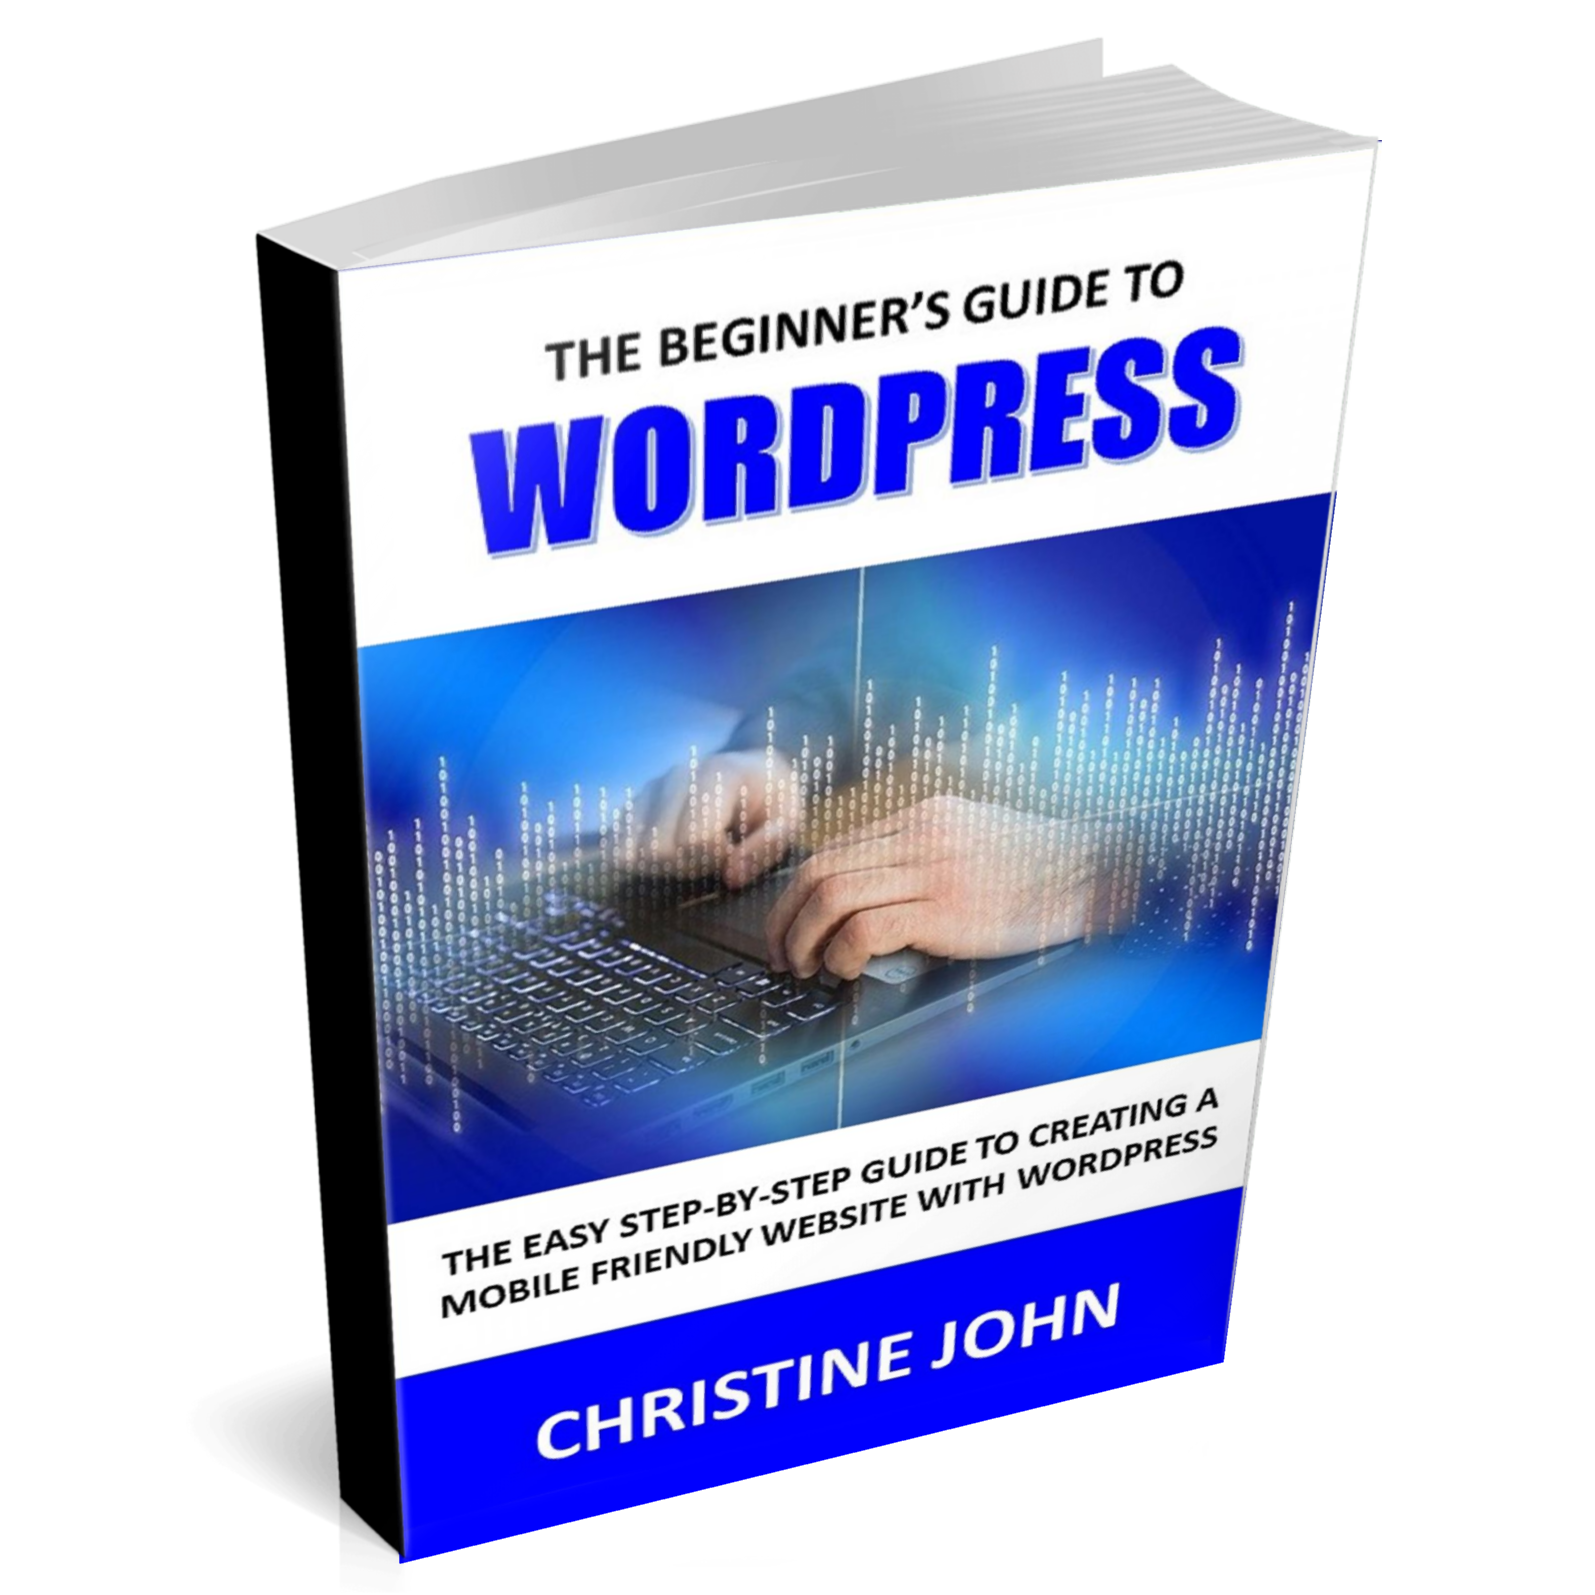 THE BEGINNER’S GUIDE TO
WORDPRESS
THE EASY STEP-BY-STEP GUIDE TO CREATING A
MOBILE FRIENDLY WEBSITE WITH WORDPRESS
CHRISTINE JOHN